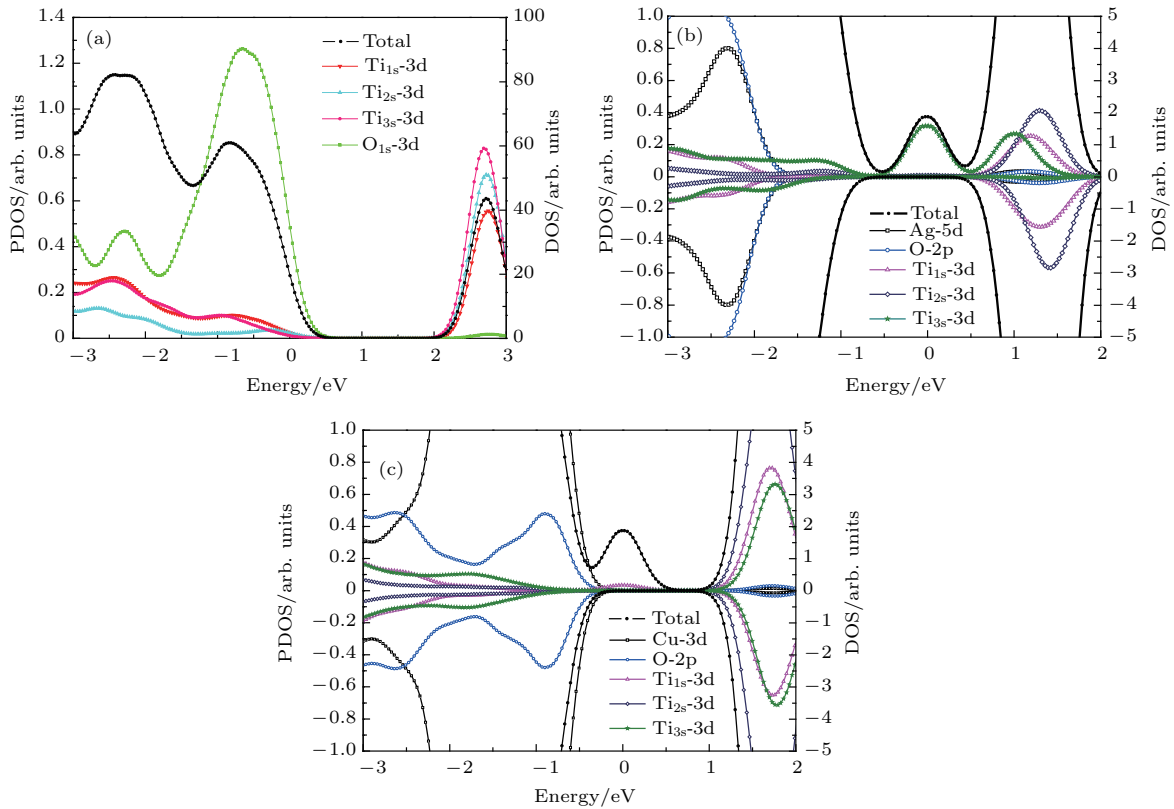 (a)
PDOS/arb. units
1.4
1.2
1.0
0.8
0.6
0.4
0.2
0
Total
Ti1s-3d
Ti2s-3d
Ti3s-3d
O1s-3d
100
80
60
40
20
0
DOS/arb. units
−3 −2 −1 0 1 2 3
Energy/eV
(b)
PDOS/arb. units
1.0
0.8
0.6
0.4
0.2
0
−0.2
−0.4
−0.6
−0.8
−1.0
Total
Ag-5d
O-2p
Ti1s-3d
Ti2s-3d
Ti3s-3d
5
4
3
2
1
0
−1
−2
−3
−4
−5
DOS/arb. units
−3 −2 −1 0 1 2
Energy/eV
(c)
PDOS/arb. units
1.0
0.8
0.6
0.4
0.2
0
−0.2
−0.4
−0.6
−0.8
−1.0
Total
Cu-3d
O-2p
Ti1s-3d
Ti2s-3d
Ti3s-3d
5
4
3
2
1
0
−1
−2
−3
−4
−5
DOS/arb. units
−3 −2 −1 0 1 2
Energy/eV